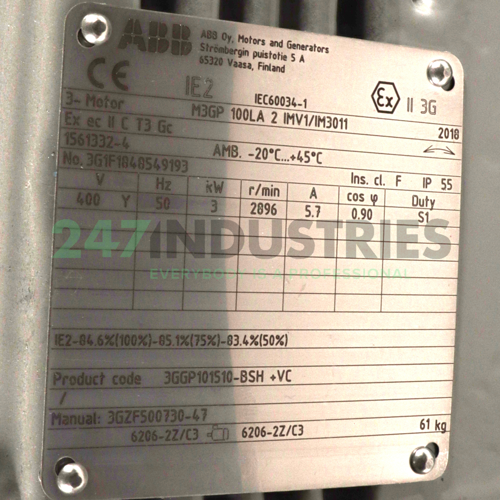 ABB
ABB Oy, Motors and Generators
Strömbergin puistotie 5 A
65320 Vaasa, Finland
CE IE2 IEC60034-1 Ex II 3G
3~ Motor M3GP 100LA 2 IMV1/IM3011 2018
Ex ec II C T3 Gc
1561332-4 AMB. -20°C...+45°C
No. 3G1F1848549193 Ins. cl. F IP 55
V Hz kW r/min A cos φ Duty
400 Y 50 3 2896 5.7 0.90 S1
247INDUSTRIES
EVERYBODY IS A PROFESSIONAL
IE2-84.6%(100%)-85.1%(75%)-83.4%(50%)
Product code 3GGP101510-BSH +VC
/
Manual: 3GZF500730-47
6206-2Z/C3 6206-2Z/C3 61 kg